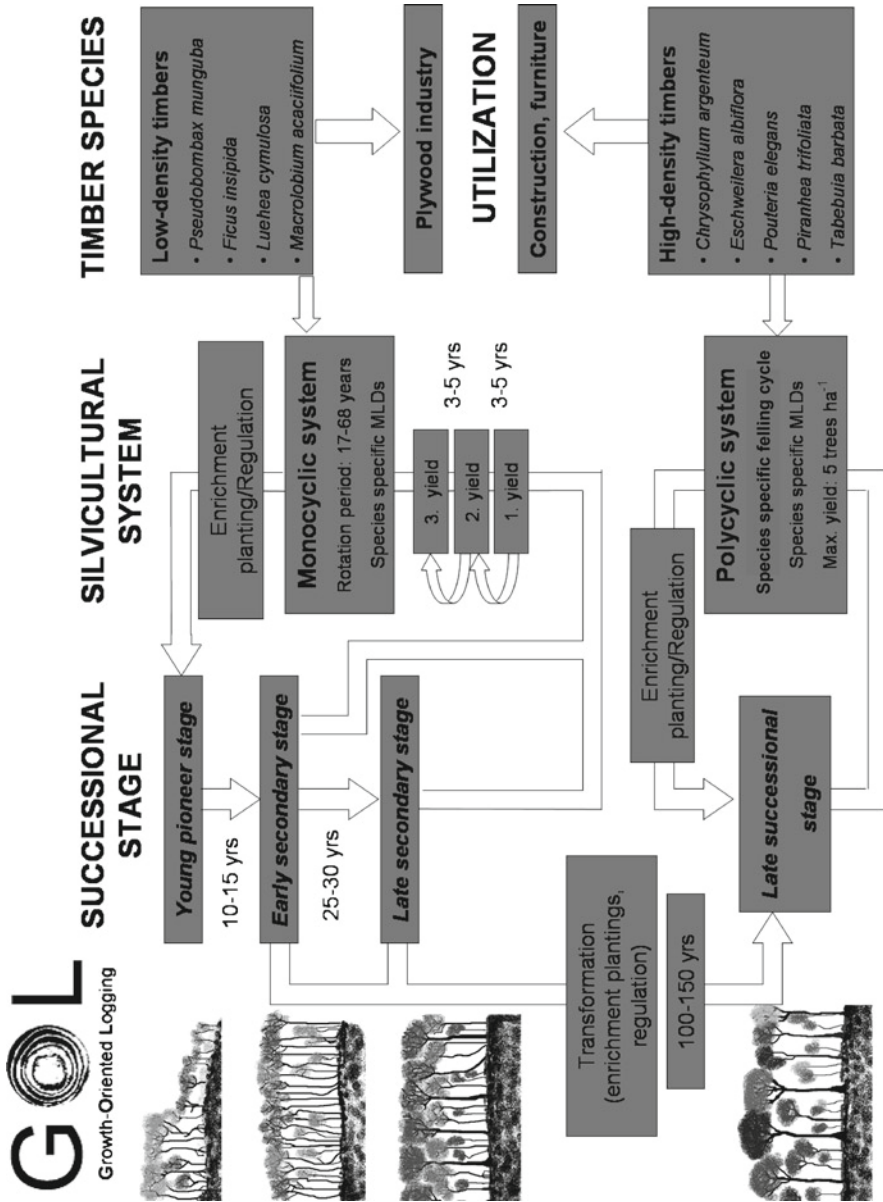 GOL
Growth-Oriented Logging
SUCCESSIONAL
STAGE
Young pioneer stage
10-15 yrs
Early secondary stage
25-30 yrs
Late secondary stage
Transformation
(enrichment plantings,
regulation)
100-150 yrs
Late successional
stage
SILVICULTURAL
SYSTEM
Enrichment
planting/Regulation
Monocyclic system
Rotation period: 17-68 years
Species specific MLDs
3. yield
3-5 yrs
2. yield
3-5 yrs
1. yield
Enrichment
planting/Regulation
Polycyclic system
Species specific felling cycle
Species specific MLDs
Max. yield: 5 trees ha⁻¹
TIMBER SPECIES
Low-density timbers
• Pseudobombax munguba
• Ficus insipida
• Luehea cymulosa
• Macrolobium acaciifolium
Plywood industry
UTILIZATION
Construction, furniture
High-density timbers
• Chrysophyllum argenteum
• Eschweilera albiflora
• Pouteria elegans
• Piranhea trifoliata
• Tabebuia barbata